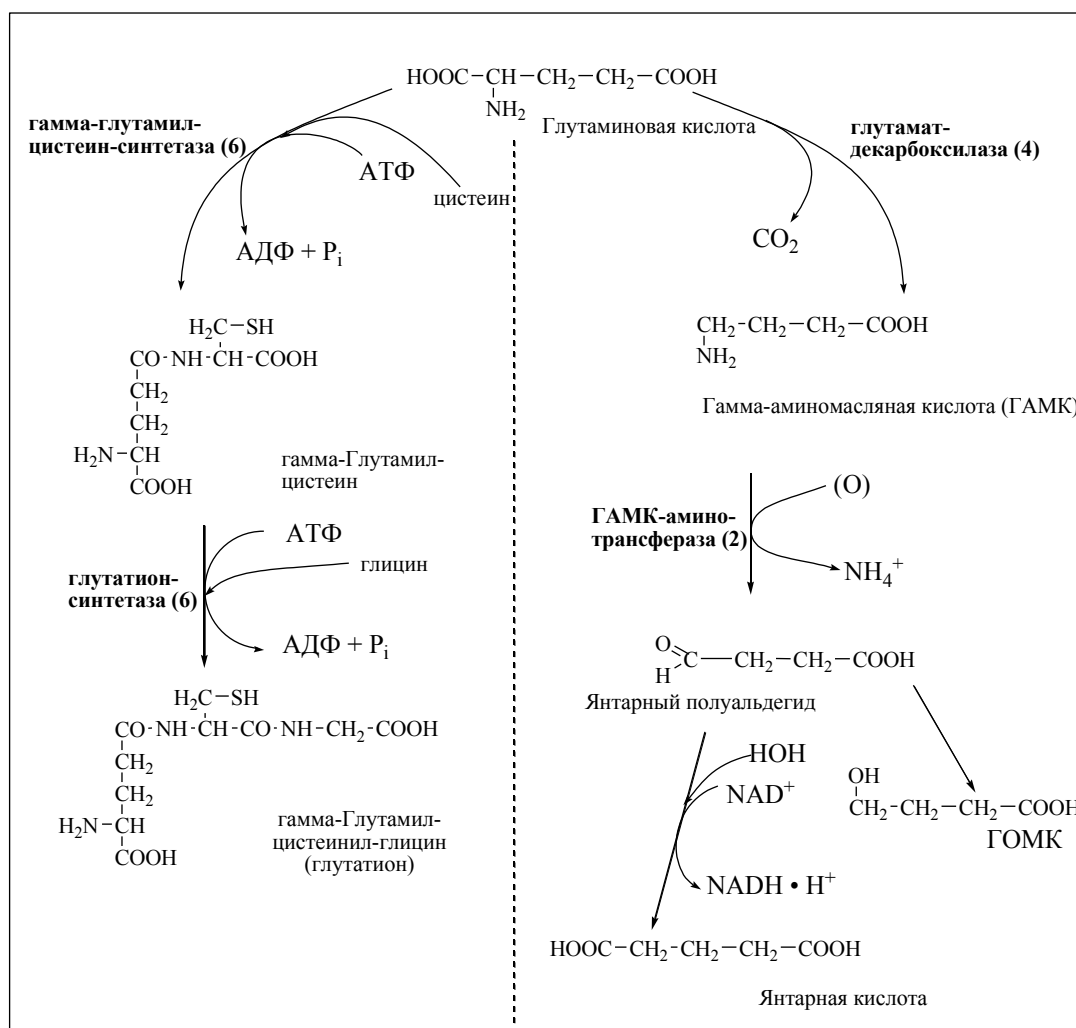 HOOC–CH–CH₂–CH₂–COOH
NH₂
Глутаминовая кислота
гамма-глутамил-
цистеин-синтетаза (6)
АТФ
цистеин
АДФ + Pᵢ
H₂C–SH
CO-NH-CH-COOH
CH₂
CH₂
H₂N–CH
COOH
гамма-Глутамил-
цистеин
глутатион-
синтетаза (6)
АТФ
глицин
АДФ + Pᵢ
H₂C–SH
CO-NH-CH-CO-NH-CH₂-COOH
CH₂
CH₂
H₂N–CH
COOH
гамма-Глутамил-
цистеинил-глицин
(глутатион)
глутамат-
декарбоксилаза (4)
CO₂
CH₂-CH₂-CH₂-COOH
NH₂
Гамма-аминомасляная кислота (ГАМК)
(O)
ГАМК-амино-
трансфераза (2)
NH₄⁺
O
C–CH₂–CH₂–COOH
H
Янтарный полуальдегид
HOH
NAD⁺
NADH • H⁺
OH
CH₂-CH₂-CH₂-COOH
ГОМК
HOOC-CH₂-CH₂-CH₂-COOH
Янтарная кислота